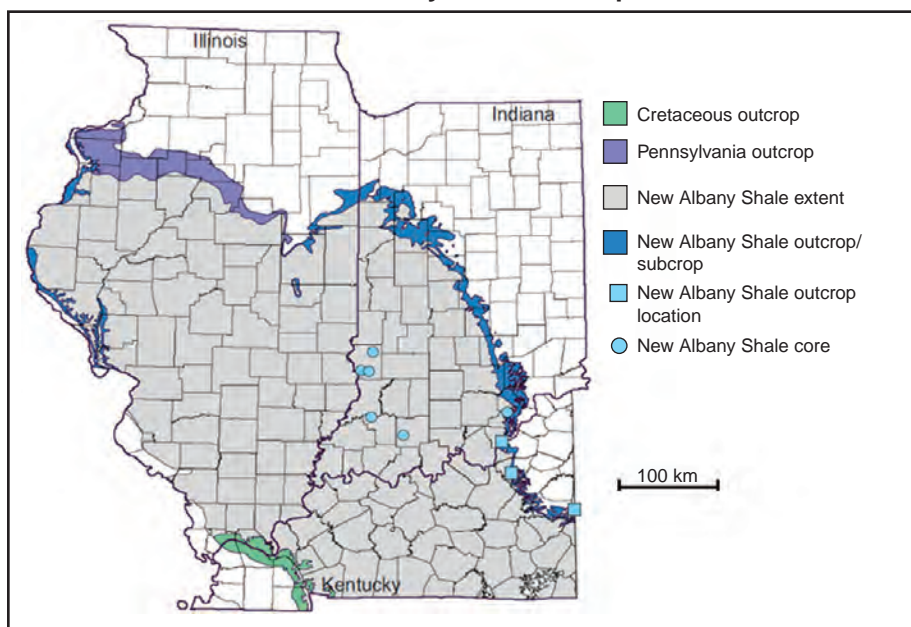 Illinois
Indiana
Kentucky
Cretaceous outcrop
Pennsylvania outcrop
New Albany Shale extent
New Albany Shale outcrop/
subcrop
New Albany Shale outcrop
location
New Albany Shale core
100 km